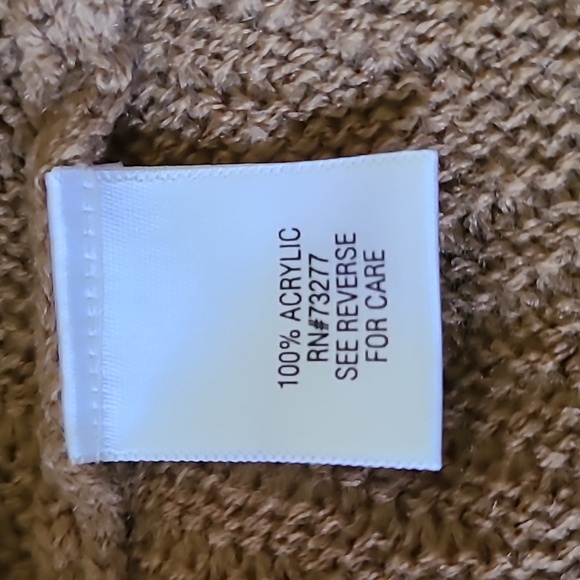 100% ACRYLIC
RN#73277
SEE REVERSE
FOR CARE